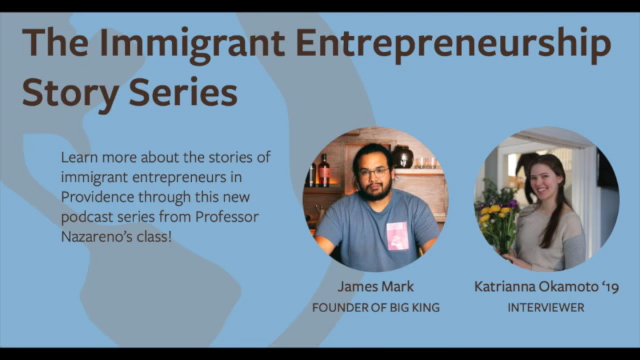 The Immigrant Entrepreneurship
Story Series
Learn more about the stories of
immigrant entrepreneurs in
Providence through this new
podcast series from Professor
Nazareno’s class!
James Mark
FOUNDER OF BIG KING
Katrianna Okamoto ‘19
INTERVIEWER